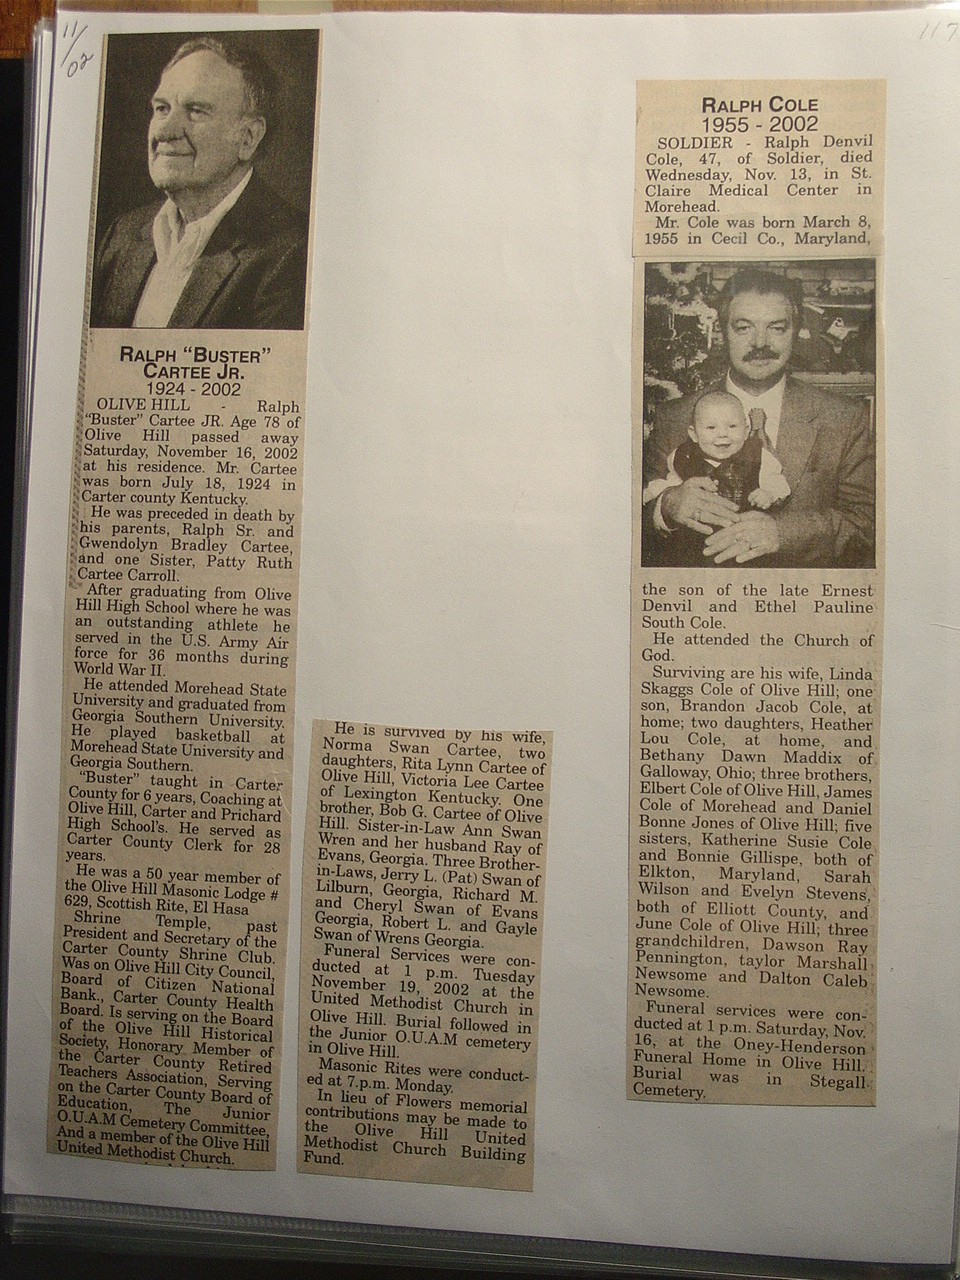 11/02
117
RALPH "BUSTER"
CARTEE JR.
1924 - 2002
OLIVE HILL - Ralph
"Buster" Cartee JR. Age 78 of
Olive Hill passed away
Saturday, November 16, 2002
at his residence. Mr. Cartee
was born July 18, 1924 in
Carter county Kentucky.
He was preceded in death by
his parents, Ralph Sr. and
Gwendolyn Bradley Cartee,
and one Sister, Patty Ruth
Cartee Carroll.
After graduating from Olive
Hill High School where he was
an outstanding athlete he
served in the U.S. Army Air
force for 36 months during
World War II.
He attended Morehead State
University and graduated from
Georgia Southern University.
He played basketball at
Morehead State University and
Georgia Southern.
"Buster" taught in Carter
County for 6 years, Coaching at
Olive Hill, Carter and Prichard
High School's. He served as
Carter County Clerk for 28
years.
He was a 50 year member of
the Olive Hill Masonic Lodge #
629, Scottish Rite, El Hasa
Shrine Temple, past
President and Secretary of the
Carter County Shrine Club.
Was on Olive Hill City Council,
Board of Citizen National
Bank., Carter County Health
Board. Is serving on the Board
of the Olive Hill Historical
Society, Honorary Member of
the Carter County Retired
Teachers Association, Serving
on the Carter County Board of
Education, The Junior
O.U.A.M Cemetery Committee,
And a member of the Olive Hill
United Methodist Church.
He is survived by his wife,
Norma Swan Cartee, two
daughters, Rita Lynn Cartee of
Olive Hill, Victoria Lee Cartee
of Lexington Kentucky. One
brother, Bob G. Cartee of Olive
Hill. Sister-in-Law Ann Swan
Wren and her husband Ray of
Evans, Georgia. Three Brother-
in-Laws, Jerry L. (Pat) Swan of
Lilburn, Georgia, Richard M.
and Cheryl Swan of Evans
Georgia, Robert L. and Gayle
Swan of Wrens Georgia.
Funeral Services were con-
ducted at 1 p.m. Tuesday
November 19, 2002 at the
United Methodist Church in
Olive Hill. Burial followed in
the Junior O.U.A.M cemetery
in Olive Hill.
Masonic Rites were conduct-
ed at 7.p.m. Monday.
In lieu of Flowers memorial
contributions may be made to
the Olive Hill United
Methodist Church Building
Fund.
RALPH COLE
1955 - 2002
SOLDIER - Ralph Denvil
Cole, 47, of Soldier, died
Wednesday, Nov. 13, in St.
Claire Medical Center in
Morehead.
Mr. Cole was born March 8,
1955 in Cecil Co., Maryland,
the son of the late Ernest
Denvil and Ethel Pauline
South Cole.
He attended the Church of
God.
Surviving are his wife, Linda
Skaggs Cole of Olive Hill; one
son, Brandon Jacob Cole, at
home; two daughters, Heather
Lou Cole, at home, and
Bethany Dawn Maddix of
Galloway, Ohio; three brothers,
Elbert Cole of Olive Hill, James
Cole of Morehead and Daniel
Bonne Jones of Olive Hill; five
sisters, Katherine Susie Cole
and Bonnie Gillispe, both of
Elkton, Maryland, Sarah
Wilson and Evelyn Stevens,
both of Elliott County, and
June Cole of Olive Hill; three
grandchildren, Dawson Ray
Pennington, taylor Marshall
Newsome and Dalton Caleb
Newsome.
Funeral services were con-
ducted at 1 p.m. Saturday, Nov.
16, at the Oney-Henderson
Funeral Home in Olive Hill.
Burial was in Stegall
Cemetery.